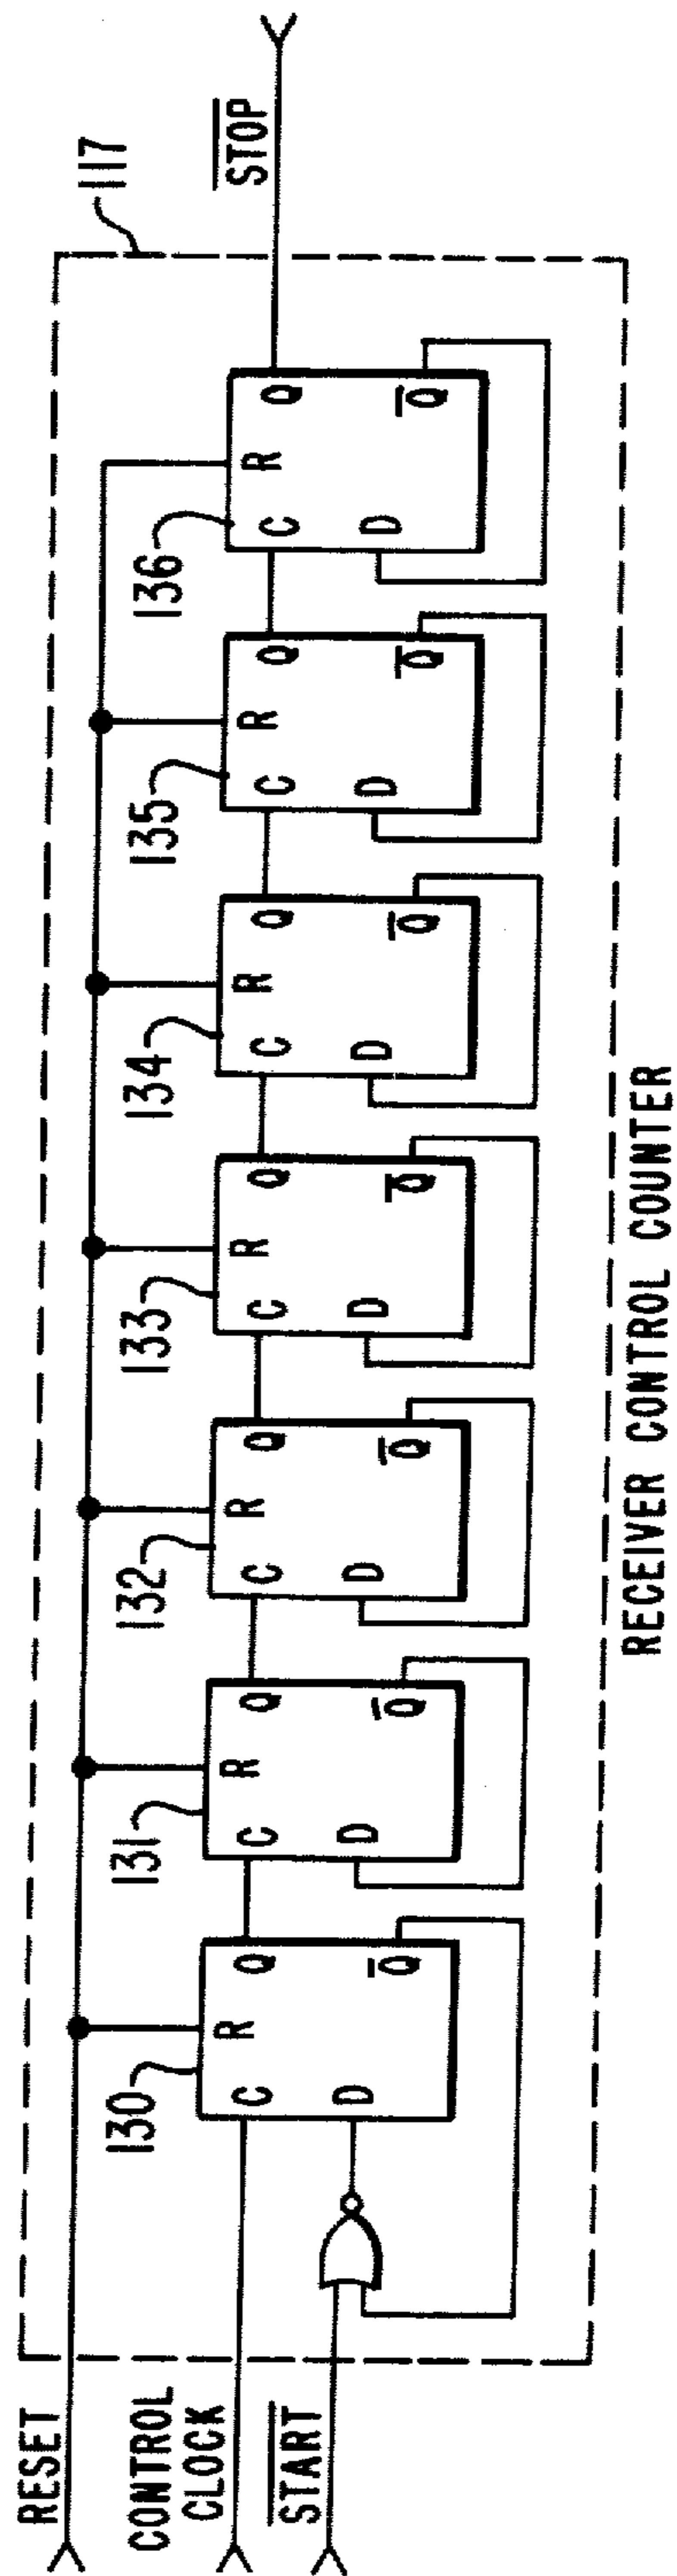 RESET
CONTROL
CLOCK
START
130
C R Q
D Q
131
C R Q
D Q
132
C R Q
D Q
133
C R Q
D Q
134
C R Q
D Q
135
C R Q
D Q
136
C R Q
D Q
117
STOP
RECEIVER CONTROL COUNTER